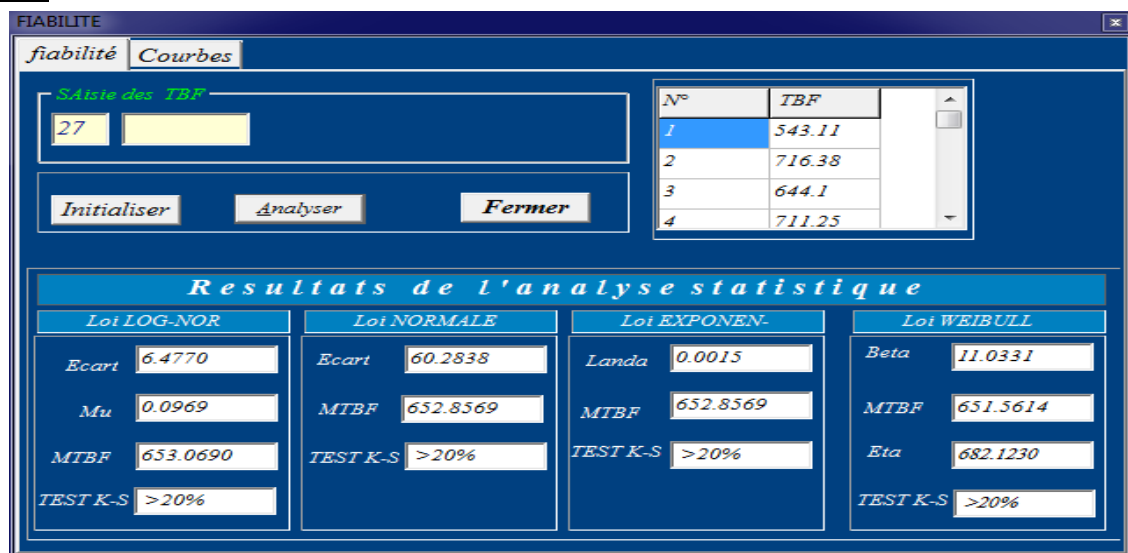 FIABILITE
fiabilité Courbes
SAisie des TBF
27
N° TBF
1 543.11
2 716.38
3 644.1
4 711.25
Initialiser Analyser Fermer
Resultats de l'analyse statistique
Loi LOG-NOR
Ecart 6.4770
Mu 0.0969
MTBF 653.0690
TEST K-S >20%
Loi NORMALE
Ecart 60.2838
MTBF 652.8569
TEST K-S >20%
Loi EXPONEN-
Landa 0.0015
MTBF 652.8569
TEST K-S >20%
Loi WEIBULL
Beta 11.0331
MTBF 651.5614
Eta 682.1230
TEST K-S >20%